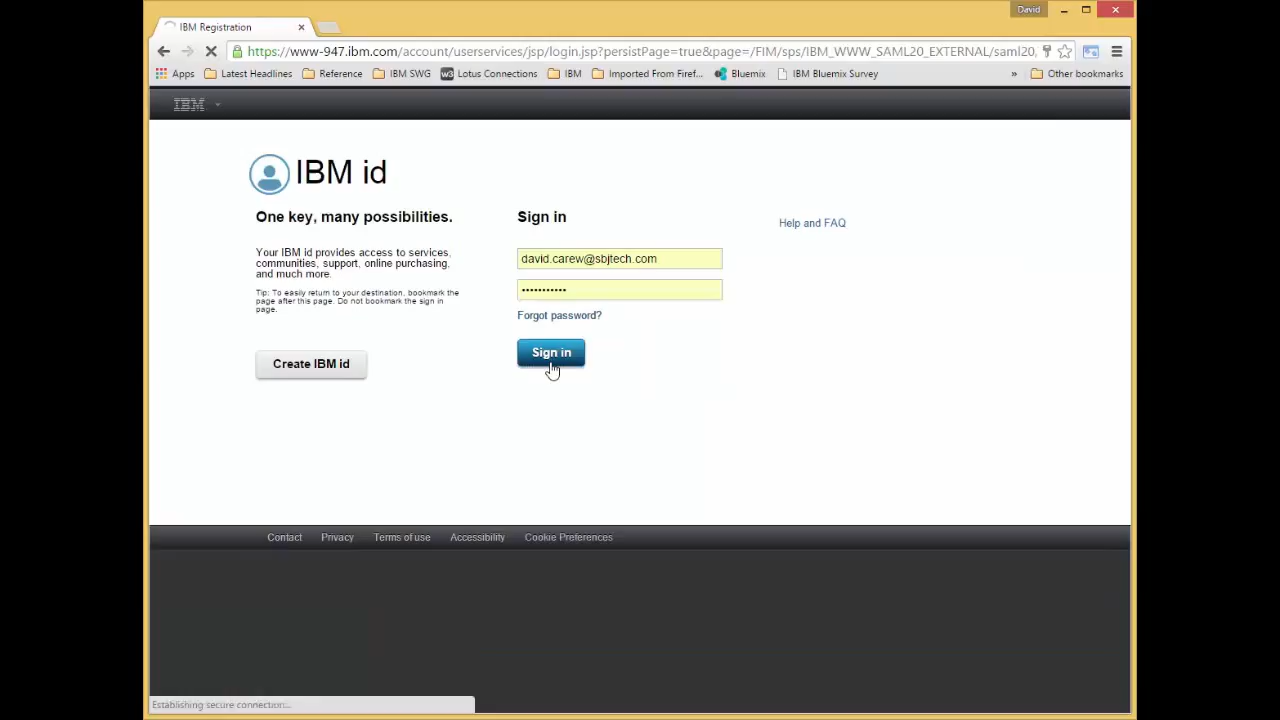 David
IBM Registration
https://www-947.ibm.com/account/userservices/jsp/login.jsp?persistPage=true&page=/FIM/sps/IBM_WWW_SAML20_EXTERNAL/saml20,
Apps Latest Headlines Reference IBM SWG w3 Lotus Connections IBM Imported From Firef... Bluemix IBM Bluemix Survey » Other bookmarks
IBM
IBM id
One key, many possibilities.
Your IBM id provides access to services,
communities, support, online purchasing,
and much more.
Tip: To easily return to your destination, bookmark the
page after this page. Do not bookmark the sign in
page.
Create IBM id
Sign in
david.carew@sbjtech.com
•••••••••••
Forgot password?
Sign in
Help and FAQ
Contact Privacy Terms of use Accessibility Cookie Preferences
Establishing secure connection...